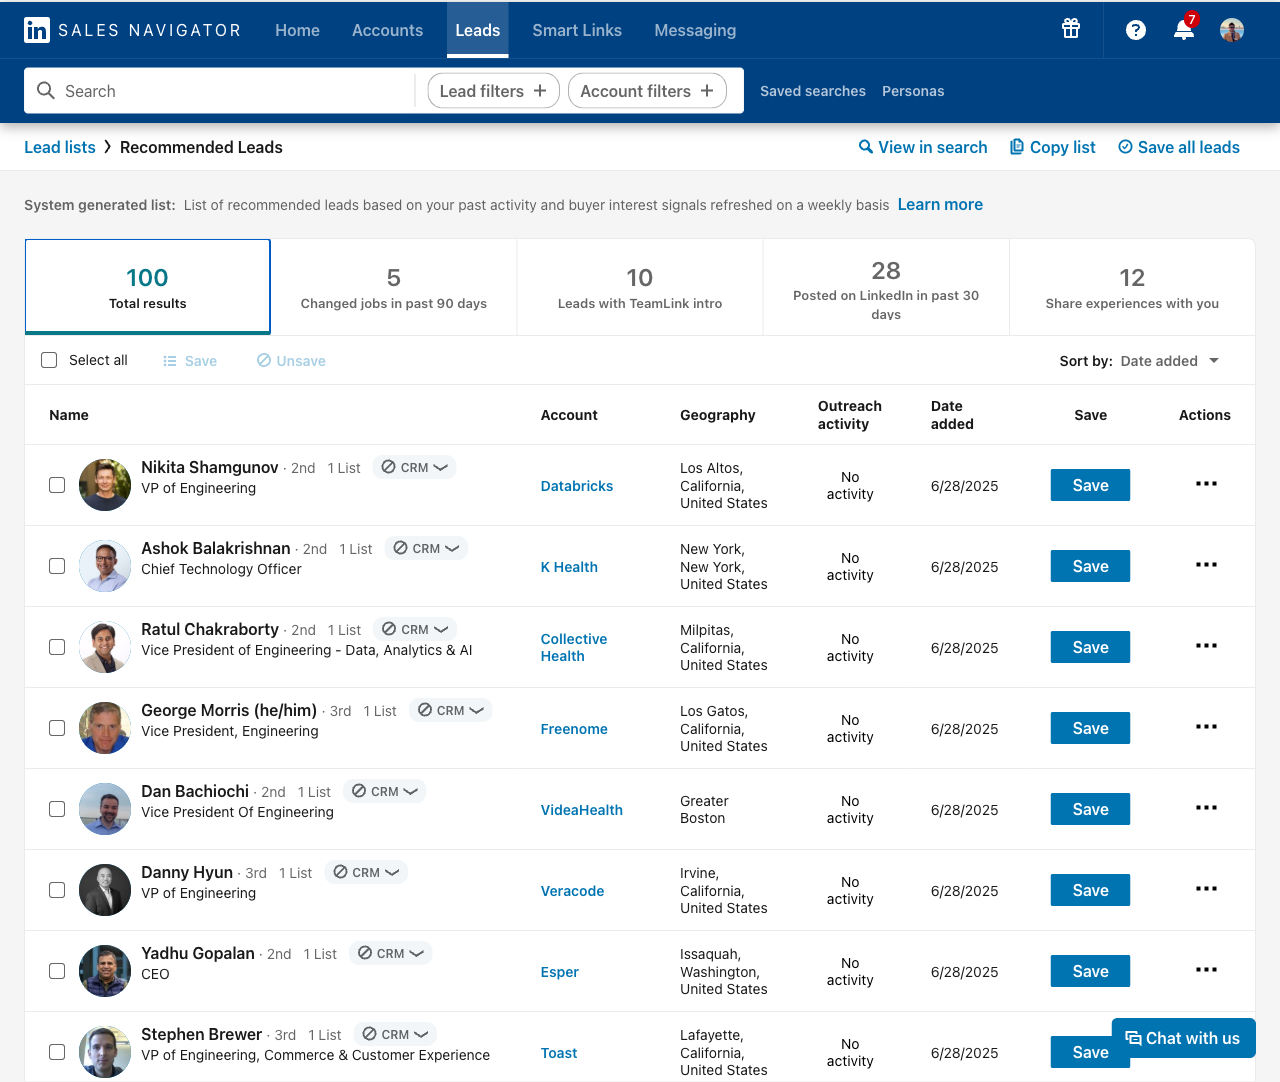 in SALES NAVIGATOR Home Accounts Leads Smart Links Messaging 7
Search Lead filters + Account filters + Saved searches Personas
Lead lists > Recommended Leads View in search Copy list Save all leads
System generated list: List of recommended leads based on your past activity and buyer interest signals refreshed on a weekly basis Learn more
100
Total results
5
Changed jobs in past 90 days
10
Leads with TeamLink intro
28
Posted on LinkedIn in past 30
days
12
Share experiences with you
Select all Save Unsave Sort by: Date added
Name Account Geography Outreach activity Date added Save Actions
Nikita Shamgunov · 2nd 1 List CRM
VP of Engineering
Databricks
Los Altos,
California,
United States
No
activity
6/28/2025
Save
Ashok Balakrishnan · 2nd 1 List CRM
Chief Technology Officer
K Health
New York,
New York,
United States
No
activity
6/28/2025
Save
Ratul Chakraborty · 2nd 1 List CRM
Vice President of Engineering - Data, Analytics & AI
Collective
Health
Milpitas,
California,
United States
No
activity
6/28/2025
Save
George Morris (he/him) · 3rd 1 List CRM
Vice President, Engineering
Freenome
Los Gatos,
California,
United States
No
activity
6/28/2025
Save
Dan Bachiochi · 2nd 1 List CRM
Vice President Of Engineering
VideaHealth
Greater
Boston
No
activity
6/28/2025
Save
Danny Hyun · 3rd 1 List CRM
VP of Engineering
Veracode
Irvine,
California,
United States
No
activity
6/28/2025
Save
Yadhu Gopalan · 2nd 1 List CRM
CEO
Esper
Issaquah,
Washington,
United States
No
activity
6/28/2025
Save
Stephen Brewer · 3rd 1 List CRM
VP of Engineering, Commerce & Customer Experience
Toast
Lafayette,
California,
United States
No
activity
6/28/2025
Save
Chat with us